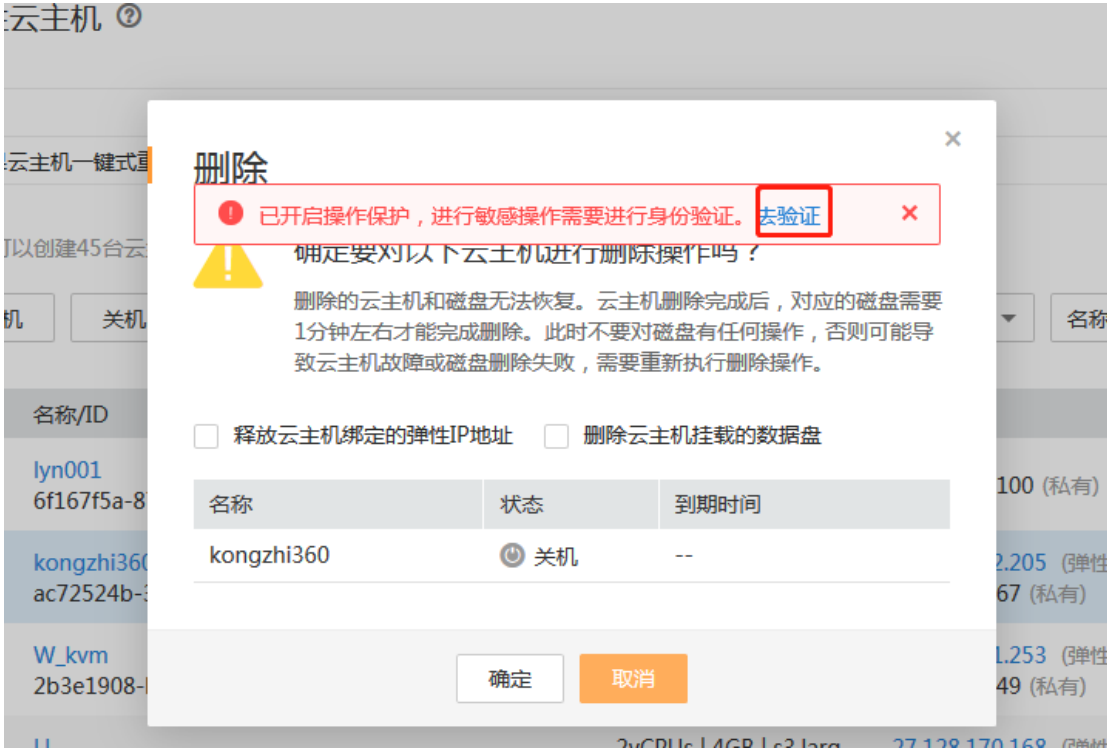 云主机
云主机一键式重
删除
已开启操作保护，进行敏感操作需要进行身份验证。去验证
可以创建45台云
确定要对以下云主机进行删除操作吗？
机
关机
名称
删除的云主机和磁盘无法恢复。云主机删除完成后，对应的磁盘需要
1分钟左右才能完成删除。此时不要对磁盘有任何操作，否则可能导
致云主机故障或磁盘删除失败，需要重新执行删除操作。
名称/ID
释放云主机绑定的弹性IP地址
删除云主机挂载的数据盘
lyn001
6f167f5a-8
100 (私有)
名称 状态 到期时间
kongzhi360 关机 --
kongzhi360
ac72524b-
2.205 (弹性
67 (私有)
W_kvm
2b3e1908-
1.253 (弹性
49 (私有)
确定
取消
2vCPUs | 4GB | s3.larg
27.128.170.168 (弹性